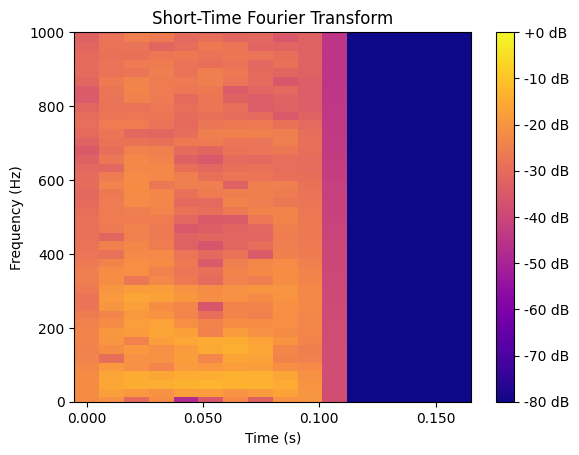 Short-Time Fourier Transform
Frequency (Hz)
1000
800
600
400
200
0
0.000
0.050
0.100
0.150
Time (s)
+0 dB
-10 dB
-20 dB
-30 dB
-40 dB
-50 dB
-60 dB
-70 dB
-80 dB